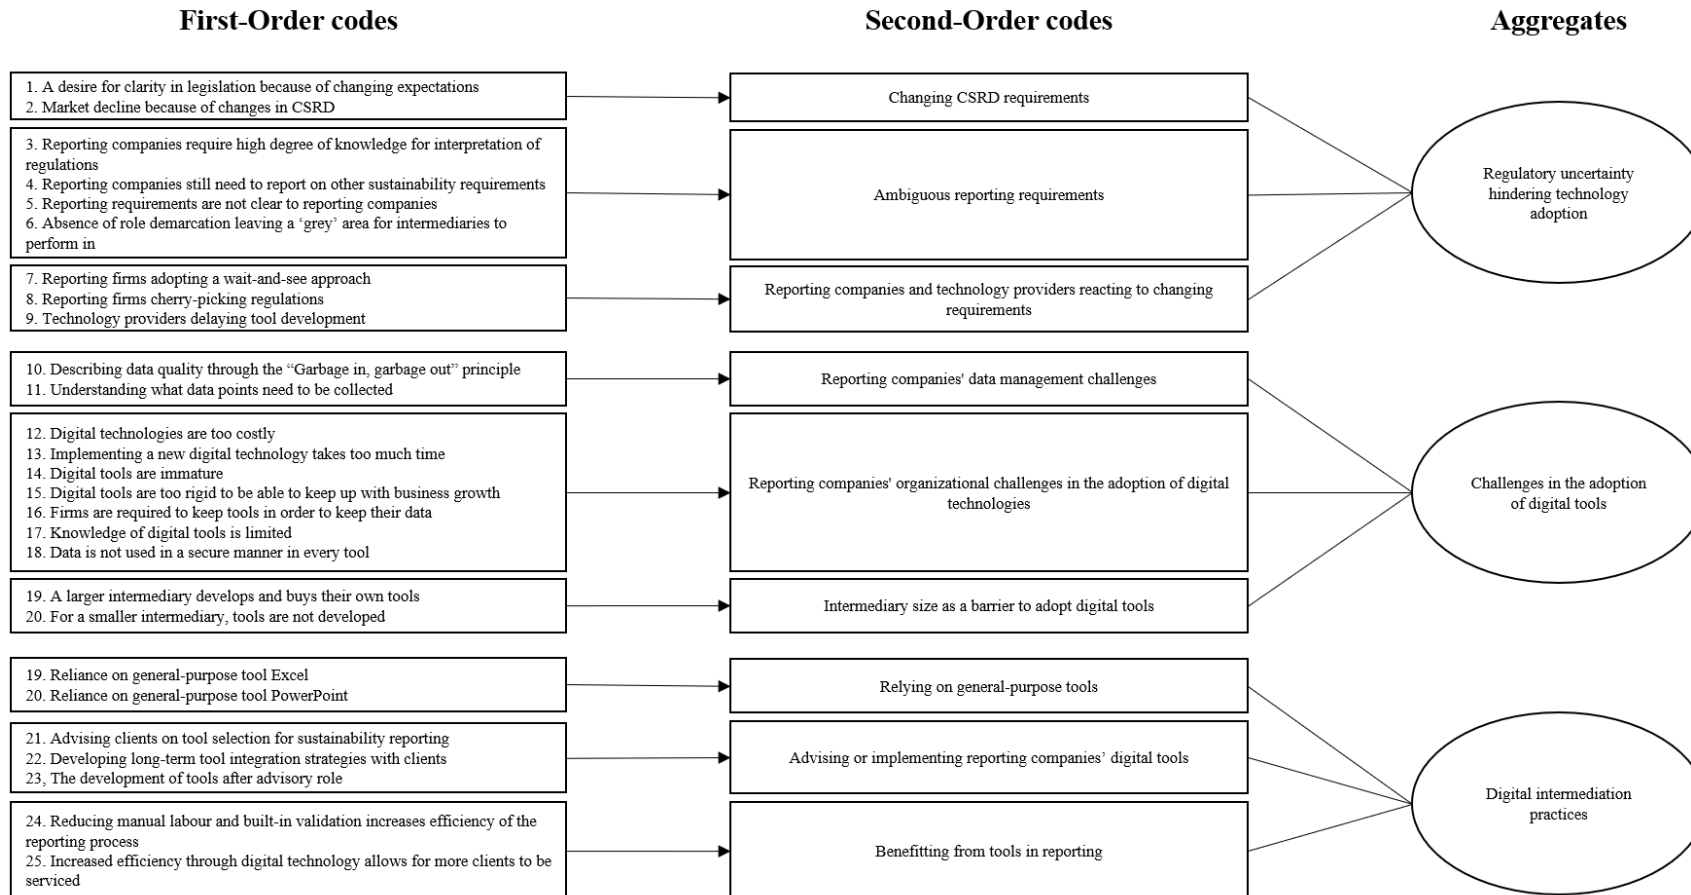 First-Order codes
Second-Order codes
Aggregates
1. A desire for clarity in legislation because of changing expectations
2. Market decline because of changes in CSRD
Changing CSRD requirements
3. Reporting companies require high degree of knowledge for interpretation of
regulations
4. Reporting companies still need to report on other sustainability requirements
5. Reporting requirements are not clear to reporting companies
6. Absence of role demarcation leaving a ‘grey’ area for intermediaries to
perform in
Ambiguous reporting requirements
7. Reporting firms adopting a wait-and-see approach
8. Reporting firms cherry-picking regulations
9. Technology providers delaying tool development
Reporting companies and technology providers reacting to changing
requirements
Regulatory uncertainty
hindering technology
adoption
10. Describing data quality through the “Garbage in, garbage out” principle
11. Understanding what data points need to be collected
Reporting companies' data management challenges
12. Digital technologies are too costly
13. Implementing a new digital technology takes too much time
14. Digital tools are immature
15. Digital tools are too rigid to be able to keep up with business growth
16. Firms are required to keep tools in order to keep their data
17. Knowledge of digital tools is limited
18. Data is not used in a secure manner in every tool
Reporting companies' organizational challenges in the adoption of digital
technologies
19. A larger intermediary develops and buys their own tools
20. For a smaller intermediary, tools are not developed
Intermediary size as a barrier to adopt digital tools
Challenges in the adoption
of digital tools
19. Reliance on general-purpose tool Excel
20. Reliance on general-purpose tool PowerPoint
Relying on general-purpose tools
21. Advising clients on tool selection for sustainability reporting
22. Developing long-term tool integration strategies with clients
23, The development of tools after advisory role
Advising or implementing reporting companies’ digital tools
24. Reducing manual labour and built-in validation increases efficiency of the
reporting process
25. Increased efficiency through digital technology allows for more clients to be
serviced
Benefitting from tools in reporting
Digital intermediation
practices